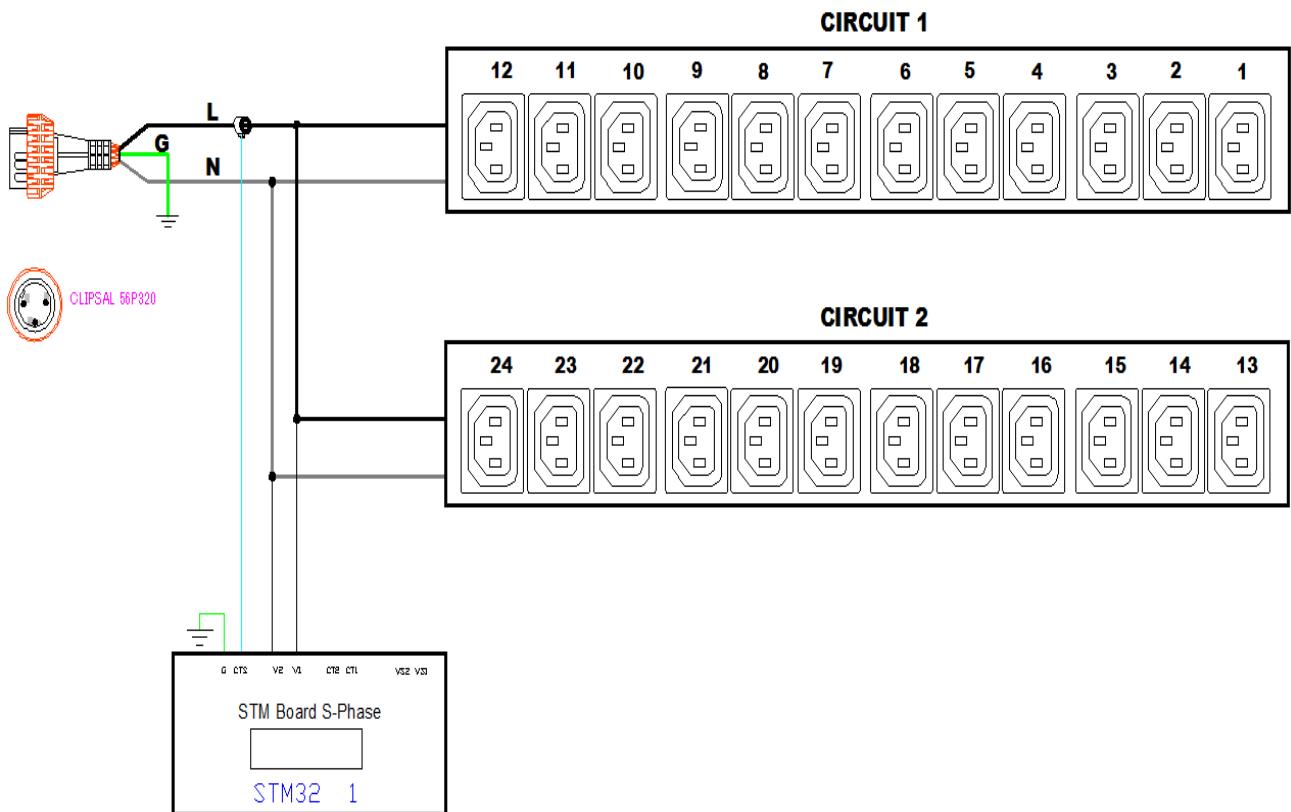 CIRCUIT 1
12 11 10 9 8 7 6 5 4 3 2 1
L
G
N
CLIPSAL 56P320
CIRCUIT 2
24 23 22 21 20 19 18 17 16 15 14 13
G CTS V2 V1 CT2 CT1 VS2 VS1
STM Board S-Phase
STM32 1